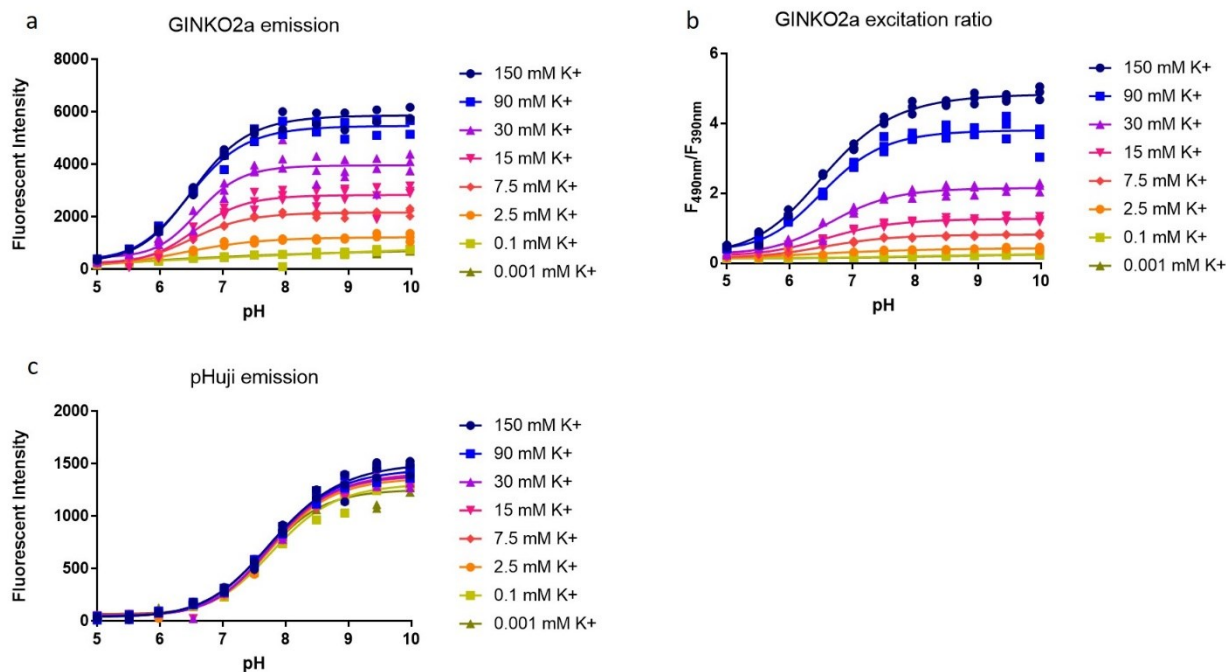 a
GINKO2a emission
Fluorescent Intensity
8000
6000
4000
2000
0
5 6 7 8 9 10
pH
150 mM K+
90 mM K+
30 mM K+
15 mM K+
7.5 mM K+
2.5 mM K+
0.1 mM K+
0.001 mM K+
b
GINKO2a excitation ratio
F490nm/F390nm
6
4
2
0
5 6 7 8 9 10
pH
150 mM K+
90 mM K+
30 mM K+
15 mM K+
7.5 mM K+
2.5 mM K+
0.1 mM K+
0.001 mM K+
c
pHuji emission
Fluorescent Intensity
2000
1500
1000
500
0
5 6 7 8 9 10
pH
150 mM K+
90 mM K+
30 mM K+
15 mM K+
7.5 mM K+
2.5 mM K+
0.1 mM K+
0.001 mM K+